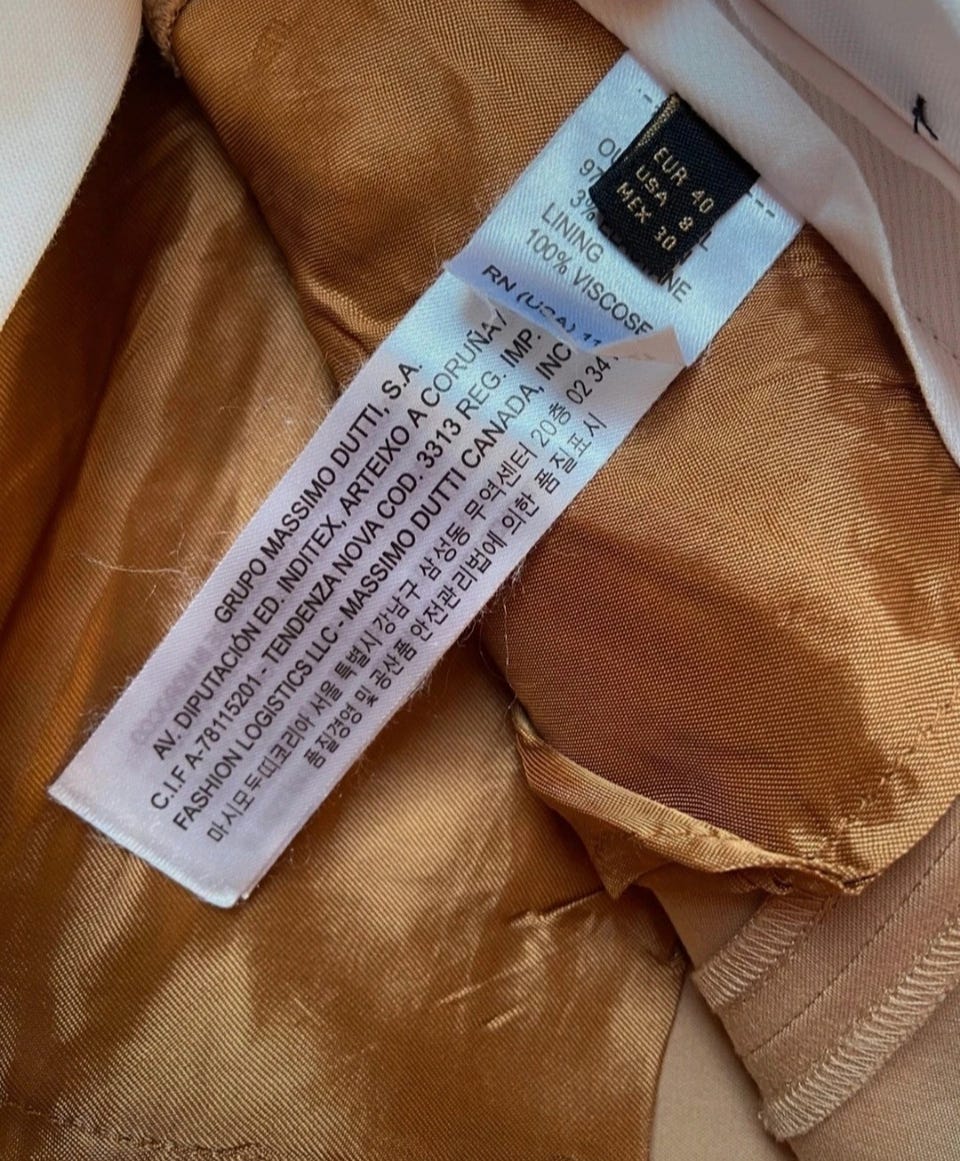 EUR 40
USA 8
MEX 30
3%
LINING
100% VISCOSE
RN (USA)
GRUPO MASSIMO DUTTI, S.A.
AV. DIPUTACIÓN ED. INDITEX, ARTEIXO A CORUÑA /
C.I.F A-78115201 - TENDENZA NOVA COD. 3313 REG. IMP.
FASHION LOGISTICS LLC - MASSIMO DUTTI CANADA, INC
마시모두띠코리아 서울 특별시 강남구 삼성동 무역센터 20층 02 34
품질경영 및 공산품 안전관리법에 의한 품질표시